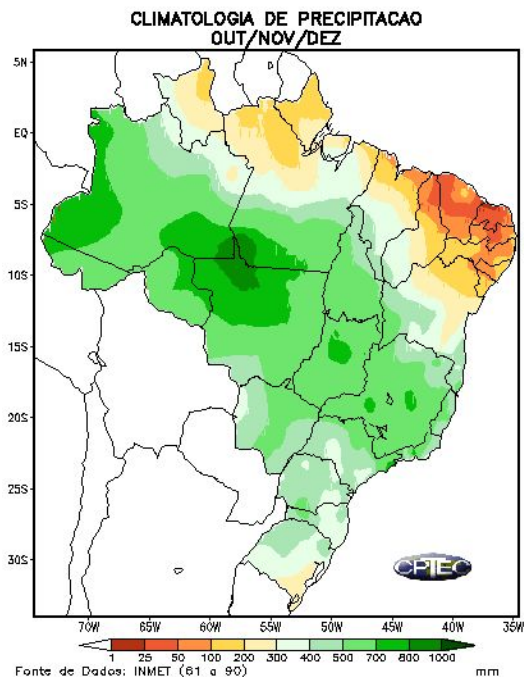 CLIMATOLOGIA DE PRECIPITACAO
OUT/NOV/DEZ
5N
EQ
5S
10S
15S
20S
25S
30S
CPTEC
70W 65W 60W 55W 50W 45W 40W 35W
1 25 50 100 200 300 400 500 700 800 1000
Fonte de Dados: INMET (61 a 90) mm